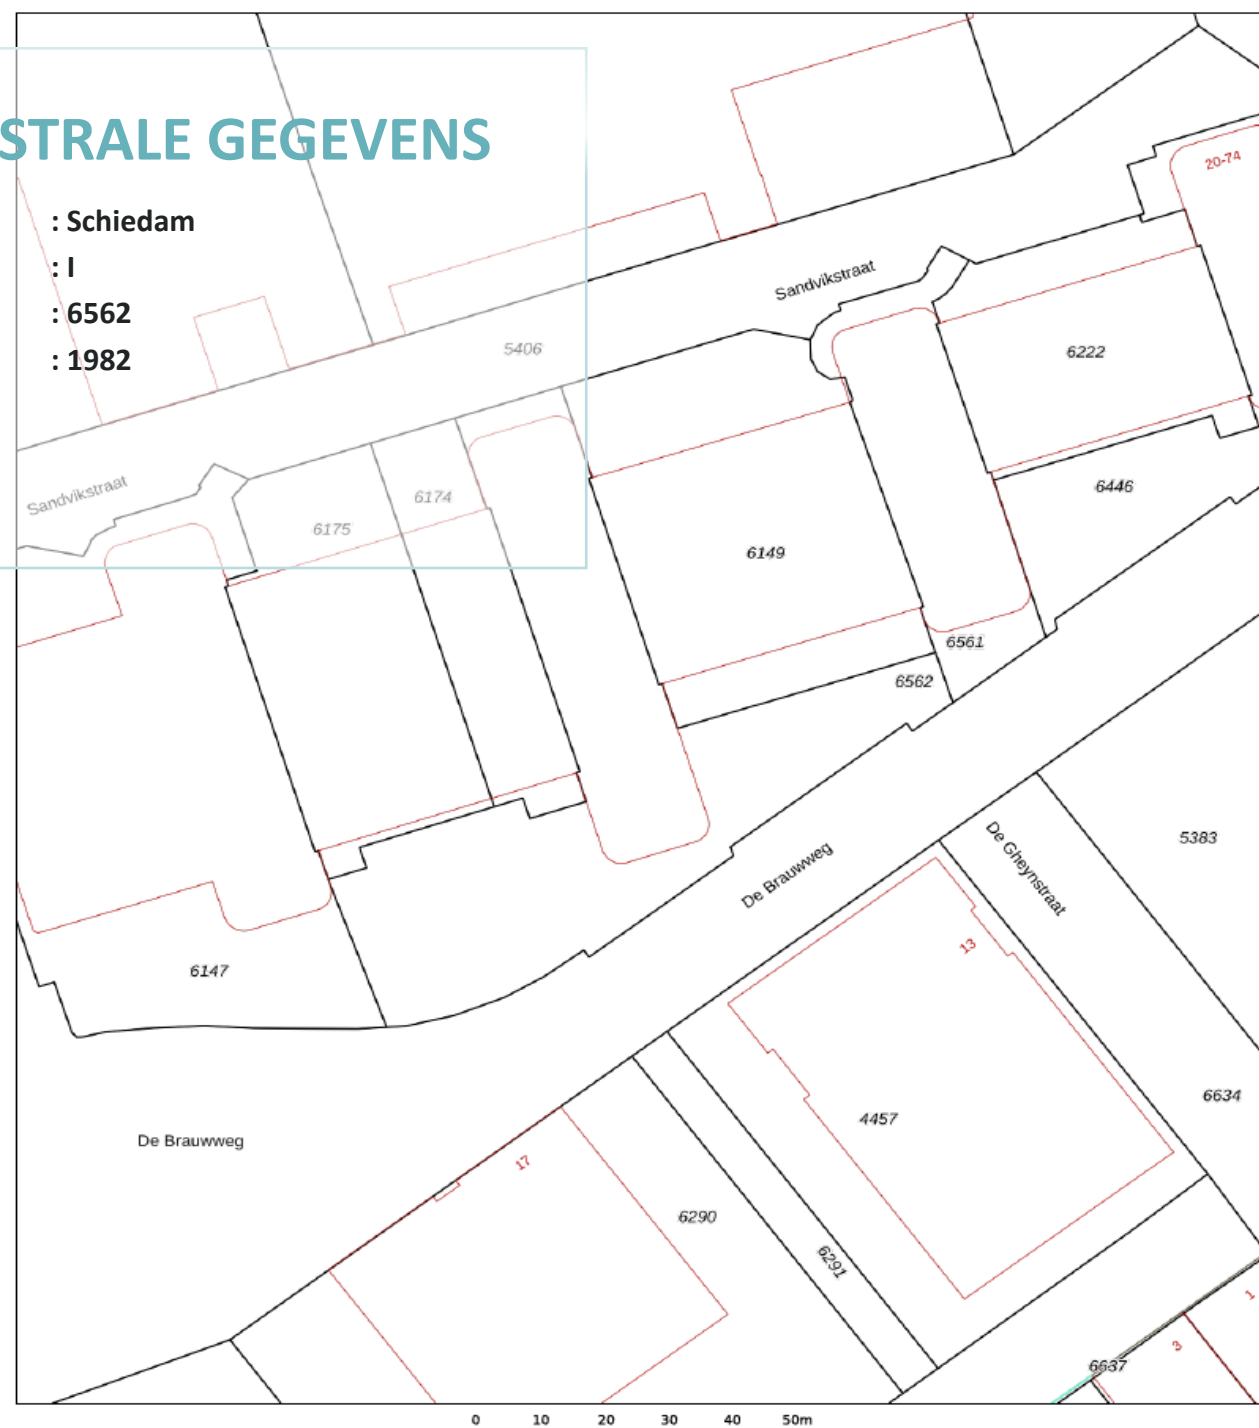 STRALE GEGEVENS
: Schiedam
: I
: 6562
: 1982
20-74
Sandvikstraat
5406
6222
Sandvikstraat
6175
6174
6446
6149
6561
6562
De Brauwweg
De Gheynstraat
5383
13
6147
4457
6634
De Brauwweg
17
6290
6291
1
3
6637
0 10 20 30 40 50m